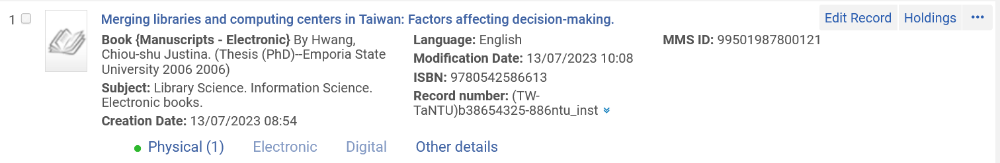 1
Merging libraries and computing centers in Taiwan: Factors affecting decision-making.
Edit Record
Holdings
Book {Manuscripts - Electronic} By Hwang,
Chiou-shu Justina. (Thesis (PhD)--Emporia State
University 2006 2006)
Subject: Library Science. Information Science.
Electronic books.
Creation Date: 13/07/2023 08:54
Language: English
Modification Date: 13/07/2023 10:08
ISBN: 9780542586613
Record number: (TW-
TaNTU)b38654325-886ntu_inst
MMS ID: 99501987800121
Physical (1)
Electronic
Digital
Other details